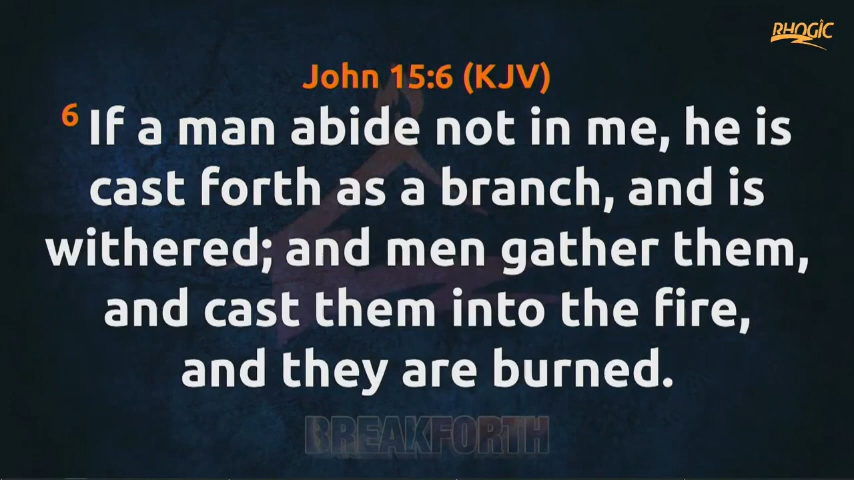 RHOGIC
John 15:6 (KJV)
6 If a man abide not in me, he is
cast forth as a branch, and is
withered; and men gather them,
and cast them into the fire,
and they are burned.
BREAKFORTH